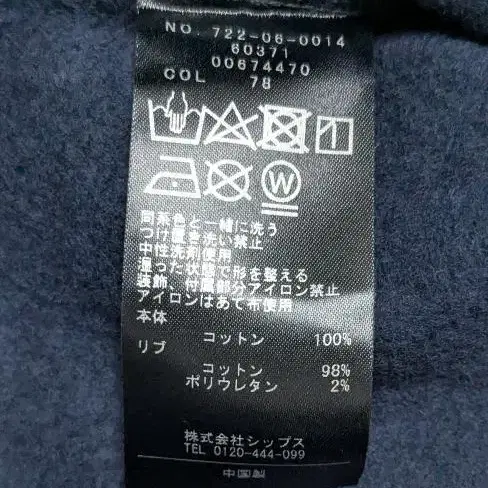 NO. 722-06-0014
60371
00674470
COL 78
W
同系色と一緒に洗う
つけ置き洗い禁止
中性洗剤使用
湿った状態で形を整える
装飾、付属部分アイロン禁止
アイロンはあて布使用
本体
コットン 100%
リブ
コットン 98%
ポリウレタン 2%
株式会社シップス
TEL 0120-444-099
中国製